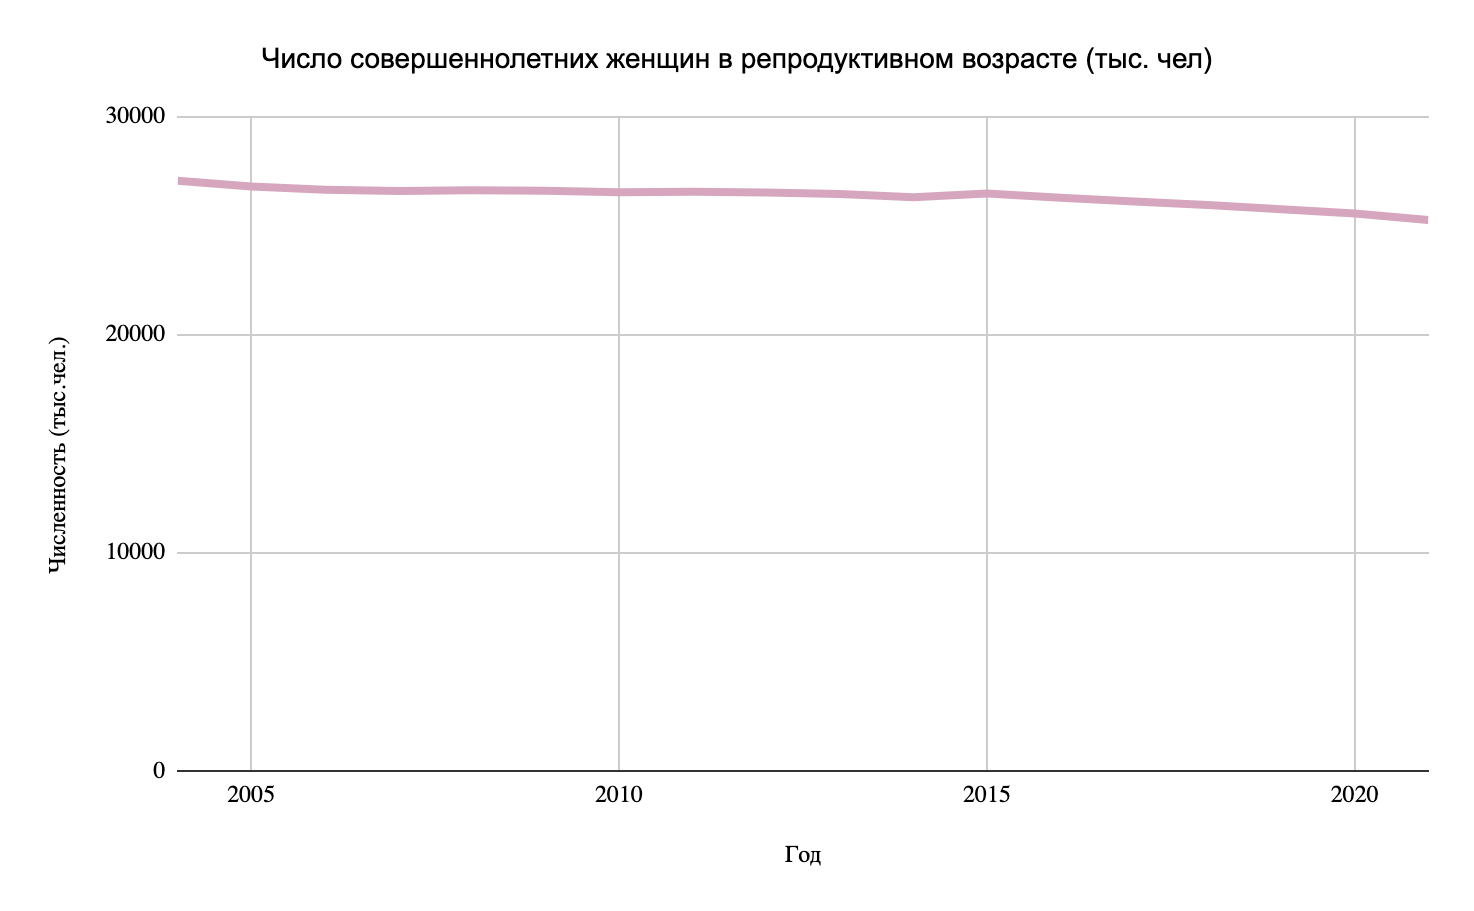 Число совершеннолетних женщин в репродуктивном возрасте (тыс. чел)
30000
20000
10000
0
Численность (тыс.чел.)
2005
2010
2015
2020
Год